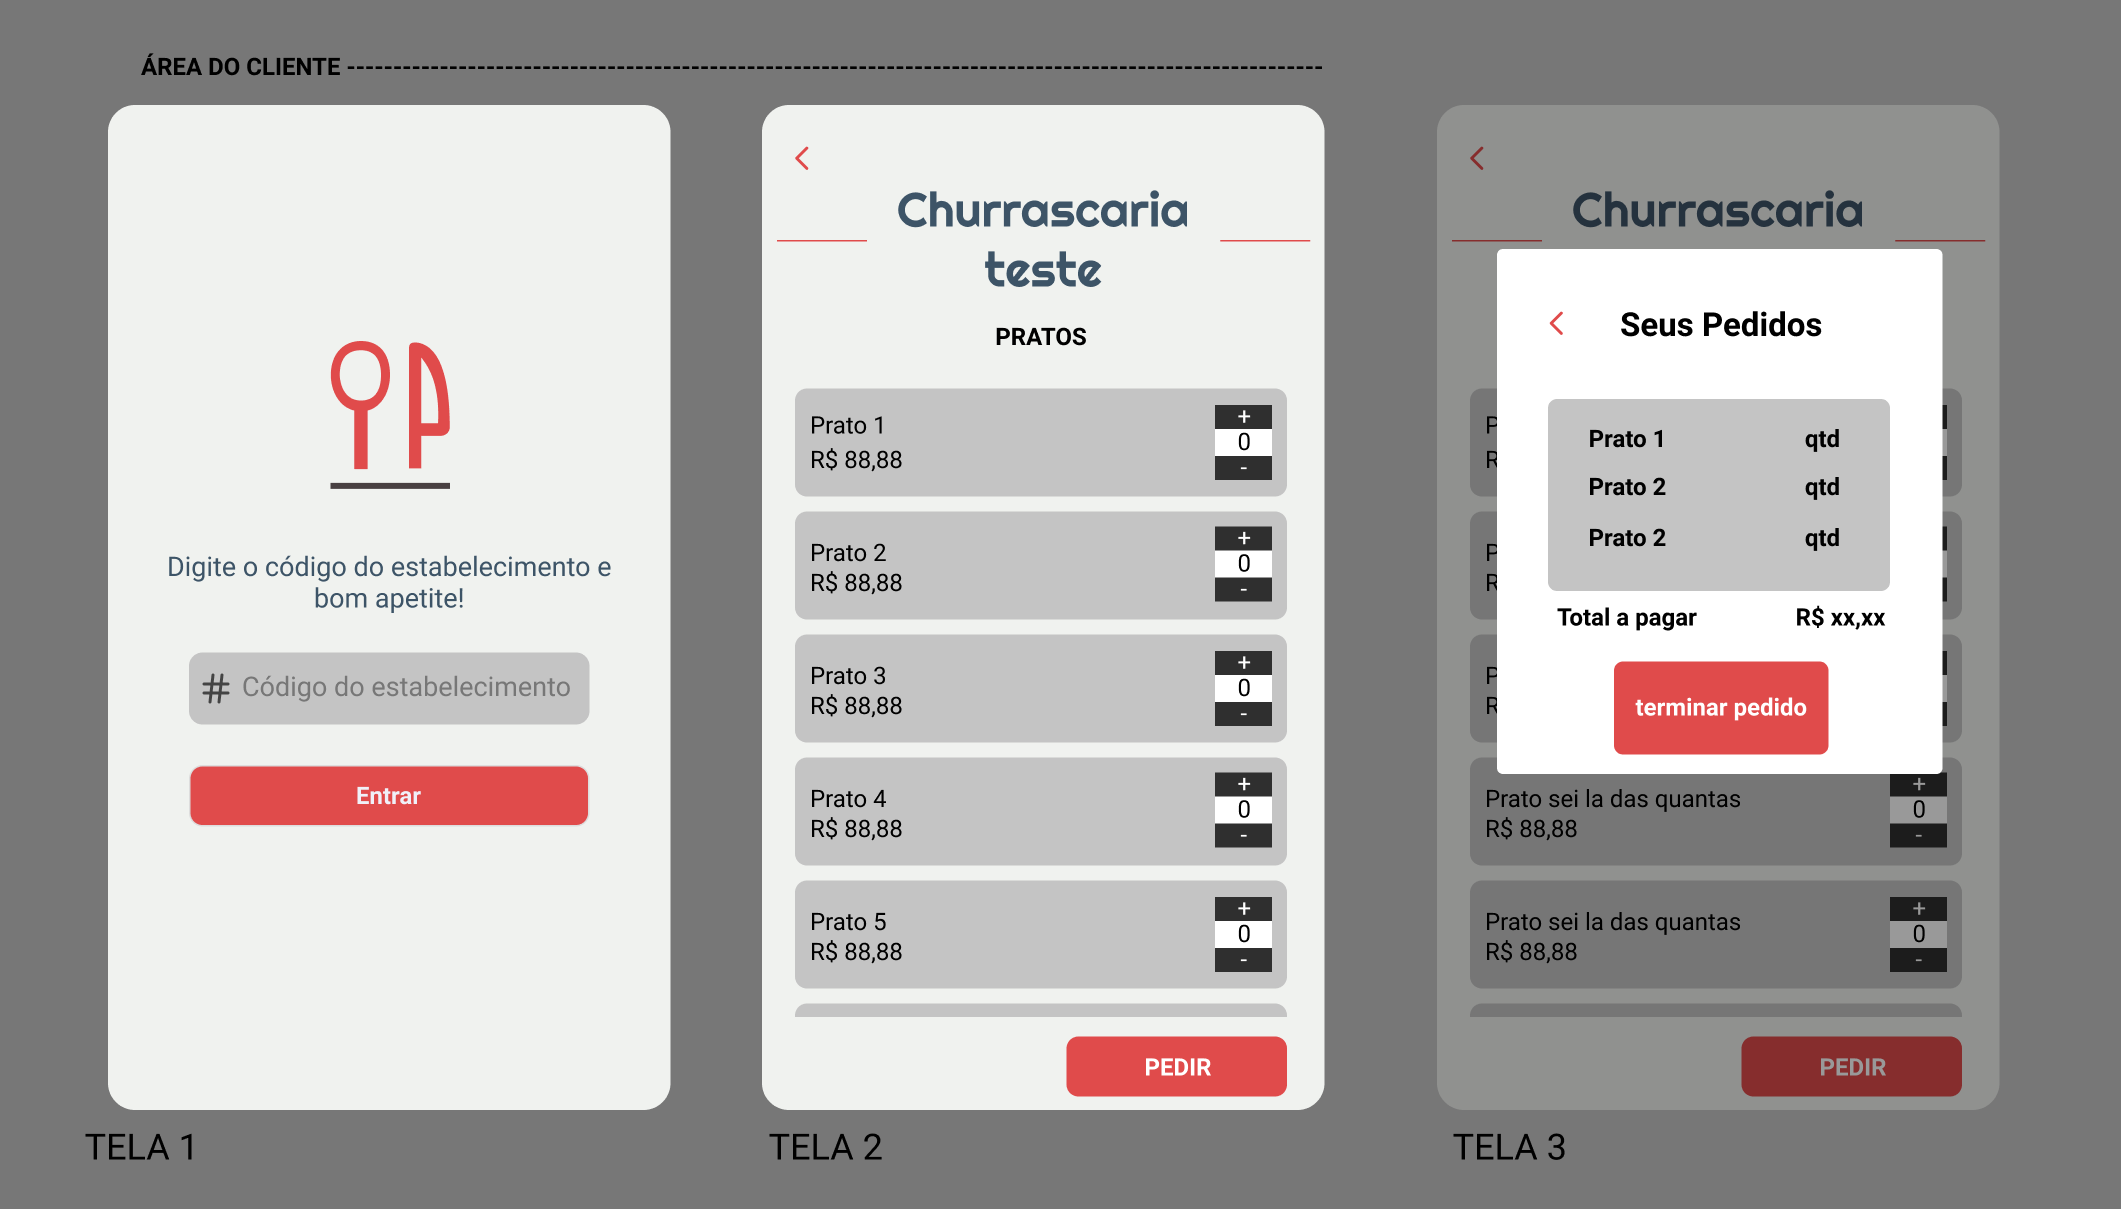 ÁREA DO CLIENTE ---------------------------------------------------------------------------------------------------------
Digite o código do estabelecimento e
bom apetite!
# Código do estabelecimento
Entrar
TELA 1
Churrascaria
teste
PRATOS
Prato 1
R$ 88,88
+
0
-
Prato 2
R$ 88,88
+
0
-
Prato 3
R$ 88,88
+
0
-
Prato 4
R$ 88,88
+
0
-
Prato 5
R$ 88,88
+
0
-
PEDIR
TELA 2
Churrascaria
Seus Pedidos
Prato 1 qtd
Prato 2 qtd
Prato 2 qtd
Total a pagar R$ xx,xx
terminar pedido
Prato sei la das quantas
R$ 88,88
+
0
-
Prato sei la das quantas
R$ 88,88
+
0
-
PEDIR
TELA 3